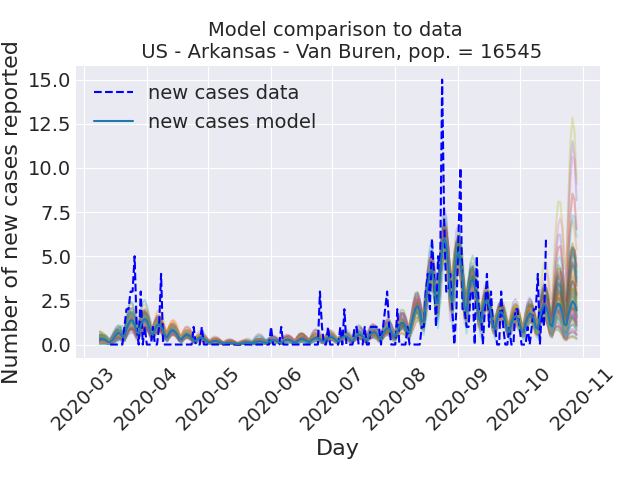 Model comparison to data
US - Arkansas - Van Buren, pop. = 16545
Number of new cases reported
15.0
12.5
10.0
7.5
5.0
2.5
0.0
new cases data
new cases model
2020-03
2020-04
2020-05
2020-06
2020-07
2020-08
2020-09
2020-10
2020-11
Day